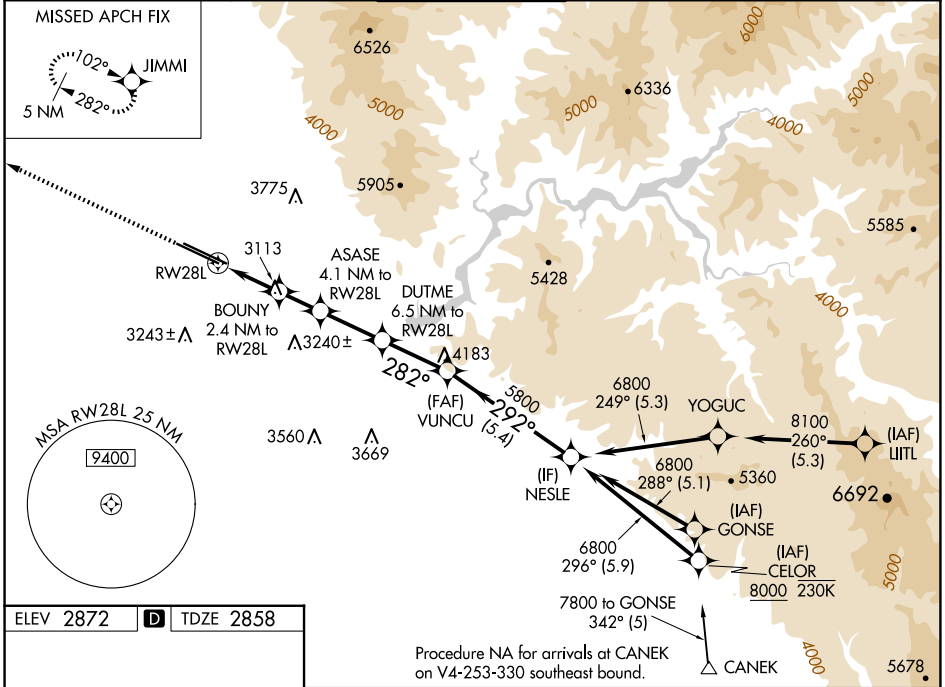 MISSED APCH FIX
102°
JIMMI
282°
5 NM
6526
5000
4000
6336
5000
6000
5000
4000
3775
5905
5585
5428
4000
RW28L
3113
ASASE
4.1 NM to
RW28L
BOUNY
2.4 NM to
RW28L
DUTME
6.5 NM to
RW28L
3243±
3240±
4183
282°
(FAF)
VUNCU
5800
292°
(5.4)
6800
249° (5.3)
YOGUC
8100
260°
(5.3)
(IAF)
LIITL
MSA RW28L 25 NM
9400
3560
3669
(IF)
NESLE
6800
288° (5.1)
5360
6692
(IAF)
GONSE
6800
296° (5.9)
(IAF)
CELOR
8000 230K
5000
7800 to GONSE
342° (5)
CANEK
4000
5678
ELEV 2872 D TDZE 2858
Procedure NA for arrivals at CANEK
on V4-253-330 southeast bound.